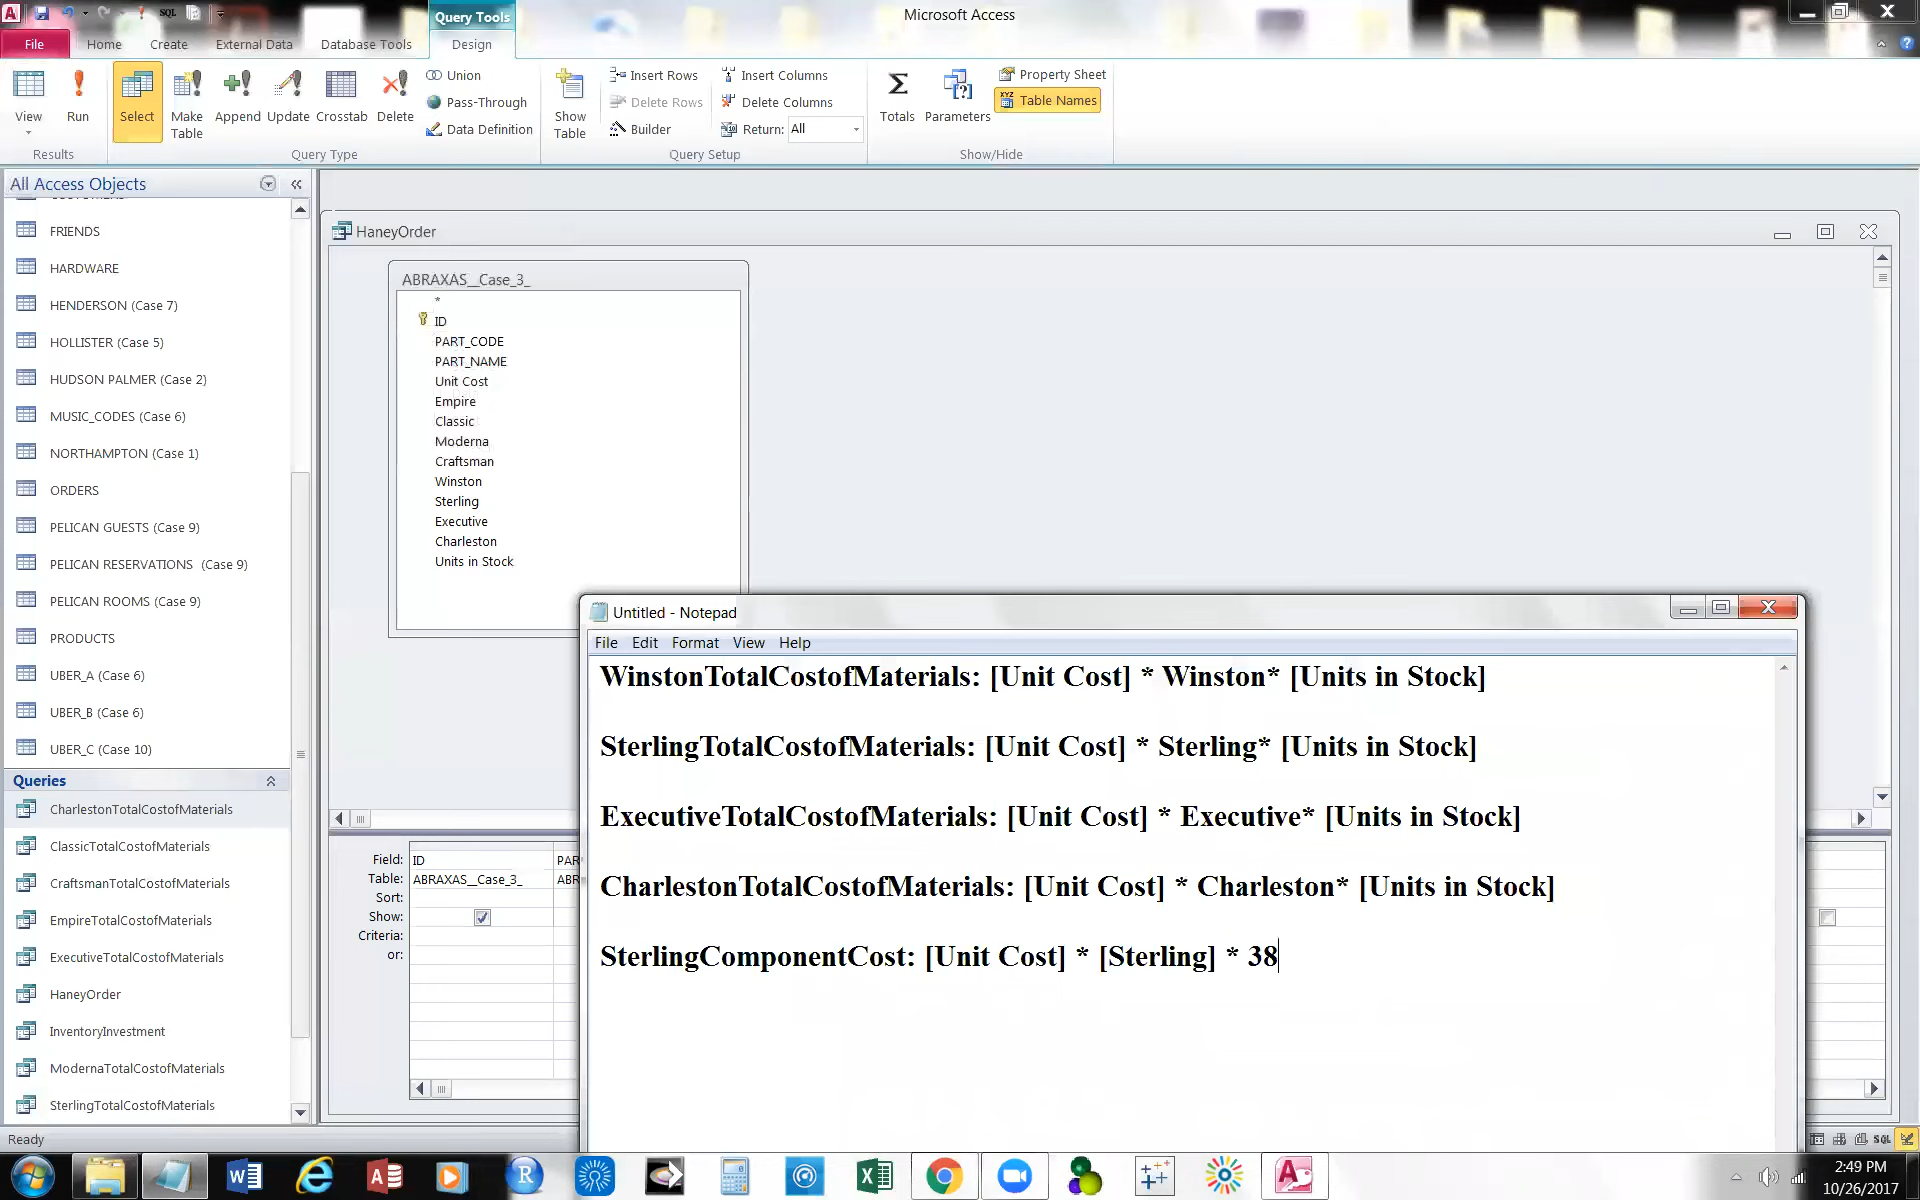 Query Tools
Microsoft Access
File Home Create External Data Database Tools Design
View Run Select Make Table Append Update Crosstab Delete
Union
Pass-Through
Data Definition
Show Table
Insert Rows
Delete Rows
Builder
Insert Columns
Delete Columns
Return: All
Totals Parameters
Property Sheet
Table Names
Results Query Type Query Setup Show/Hide
All Access Objects
FRIENDS
HARDWARE
HENDERSON (Case 7)
HOLLISTER (Case 5)
HUDSON PALMER (Case 2)
MUSIC_CODES (Case 6)
NORTHAMPTON (Case 1)
ORDERS
PELICAN GUESTS (Case 9)
PELICAN RESERVATIONS (Case 9)
PELICAN ROOMS (Case 9)
PRODUCTS
UBER_A (Case 6)
UBER_B (Case 6)
UBER_C (Case 10)
Queries
CharlestonTotalCostofMaterials
ClassicTotalCostofMaterials
CraftsmanTotalCostofMaterials
EmpireTotalCostofMaterials
ExecutiveTotalCostofMaterials
HaneyOrder
InventoryInvestment
ModernaTotalCostofMaterials
SterlingTotalCostofMaterials
HaneyOrder
ABRAXAS__Case_3_
*
ID
PART_CODE
PART_NAME
Unit Cost
Empire
Classic
Moderna
Craftsman
Winston
Sterling
Executive
Charleston
Units in Stock
Field: ID PAR
Table: ABRAXAS__Case_3_ ABR
Sort:
Show:
Criteria:
or:
Untitled - Notepad
File Edit Format View Help
WinstonTotalCostofMaterials: [Unit Cost] * Winston* [Units in Stock]
SterlingTotalCostofMaterials: [Unit Cost] * Sterling* [Units in Stock]
ExecutiveTotalCostofMaterials: [Unit Cost] * Executive* [Units in Stock]
CharlestonTotalCostofMaterials: [Unit Cost] * Charleston* [Units in Stock]
SterlingComponentCost: [Unit Cost] * [Sterling] * 38
Ready
SQL
2:49 PM
10/26/2017